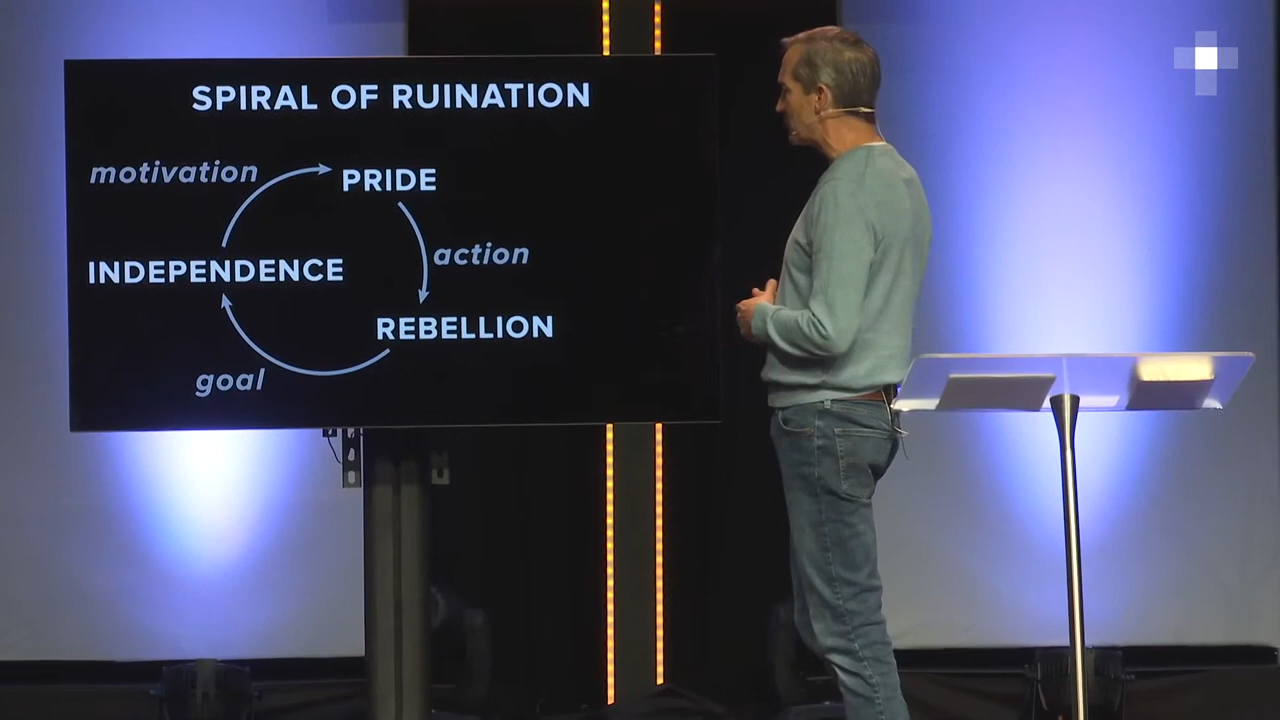 SPIRAL OF RUINATION
motivation
PRIDE
action
INDEPENDENCE
REBELLION
goal